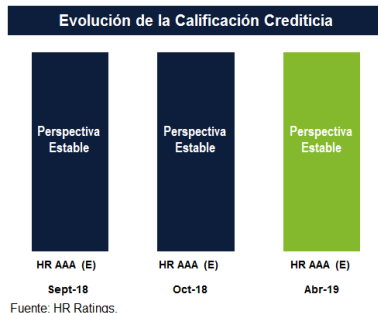 Evolución de la Calificación Crediticia
Perspectiva Perspectiva Perspectiva
Estable Estable Estable
HR AAA (E) HR AAA (E) HR AAA (E)
Sept-18 Oct-18 Abr-19
Fuente: HR Ratings.